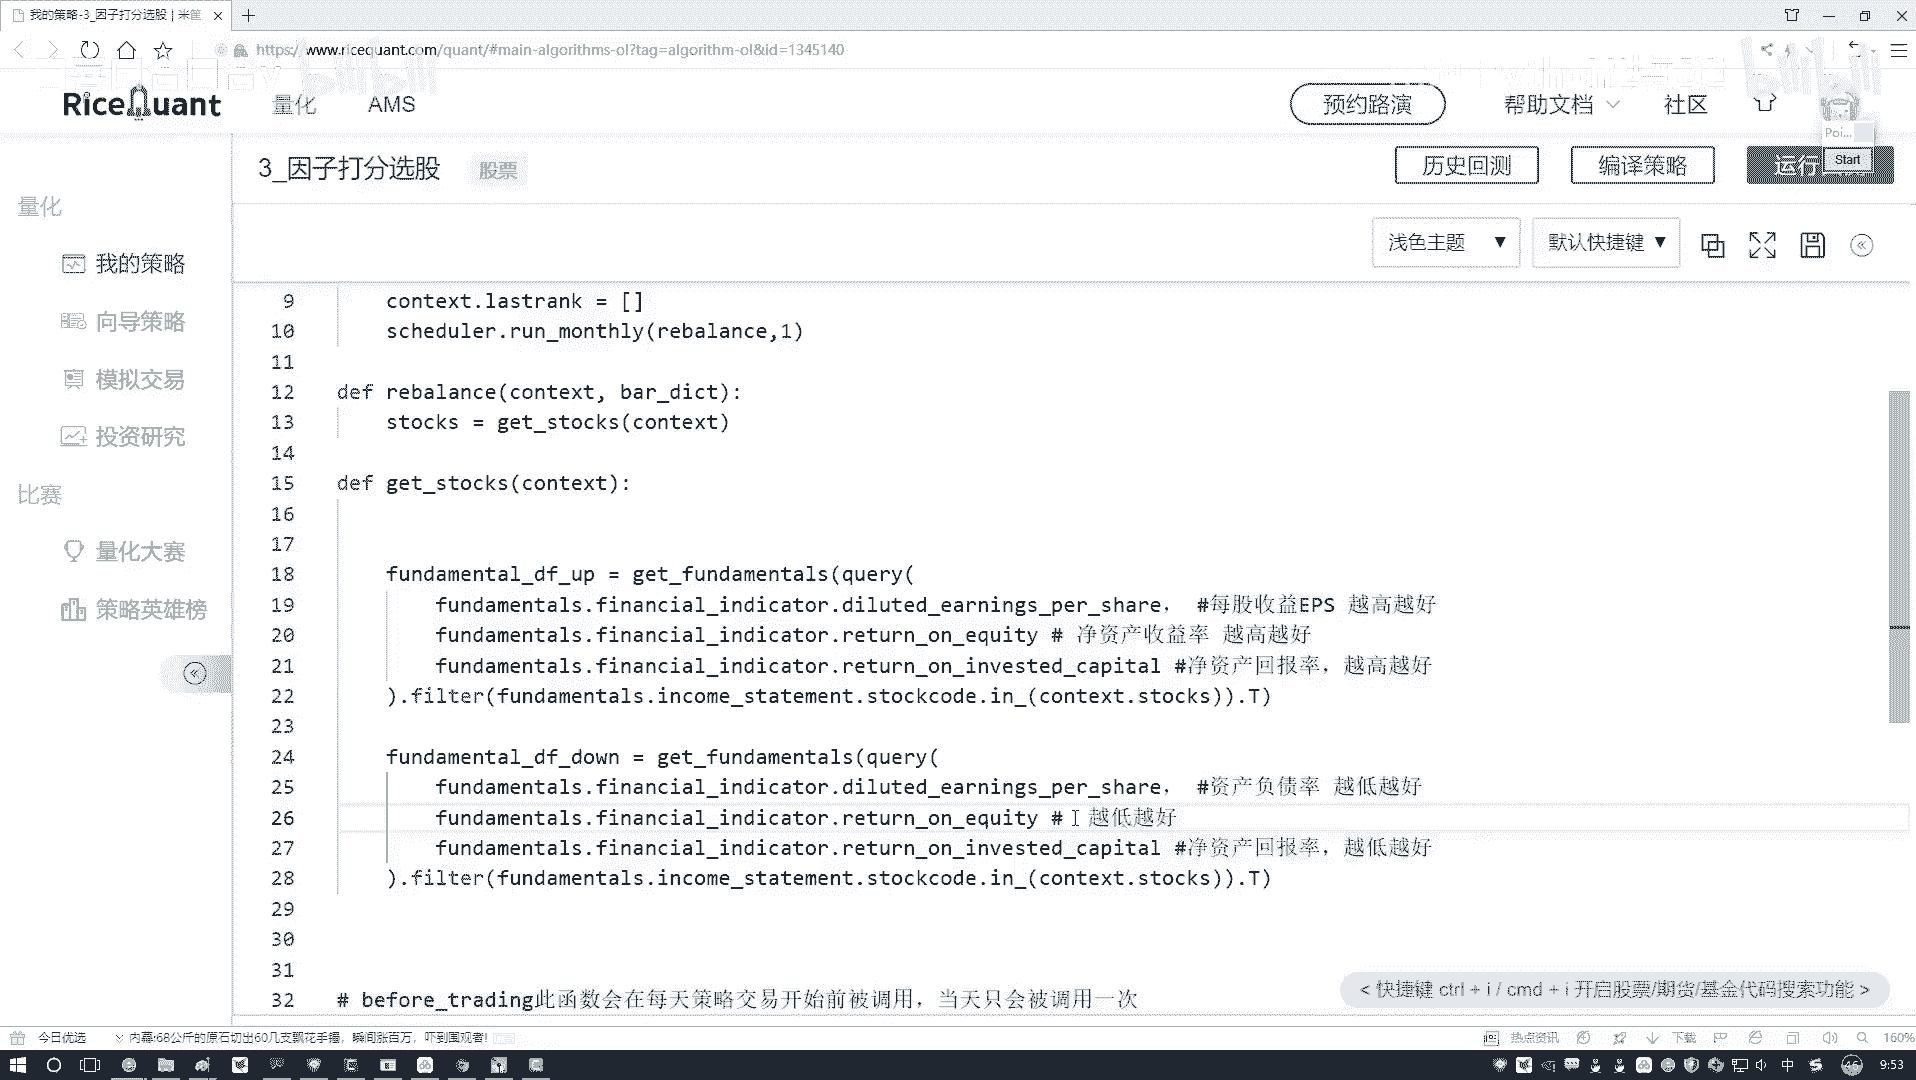 我的策略-3_因子打分选股 | 米筐
https://www.ricequant.com/quant/#main-algorithms-ol?tag=algorithm-ol&id=1345140
bilibili
bilibili
RiceQuant
量化
AMS
预约路演
帮助文档
社区
Poi...
Start
3_因子打分选股
股票
历史回测
编译策略
运行
量化
我的策略
向导策略
模拟交易
投资研究
比赛
量化大赛
策略英雄榜
浅色主题 ▼
默认快捷键 ▼
9 context.lastrank = []
10 scheduler.run_monthly(rebalance,1)
11
12 def rebalance(context, bar_dict):
13 stocks = get_stocks(context)
14
15 def get_stocks(context):
16
17
18 fundamental_df_up = get_fundamentals(query(
19 fundamentals.financial_indicator.diluted_earnings_per_share， #每股收益EPS 越高越好
20 fundamentals.financial_indicator.return_on_equity # 净资产收益率 越高越好
21 fundamentals.financial_indicator.return_on_invested_capital #净资产回报率，越高越好
22 ).filter(fundamentals.income_statement.stockcode.in_(context.stocks)).T)
23
24 fundamental_df_down = get_fundamentals(query(
25 fundamentals.financial_indicator.diluted_earnings_per_share， #资产负债率 越低越好
26 fundamentals.financial_indicator.return_on_equity # 越低越好
27 fundamentals.financial_indicator.return_on_invested_capital #净资产回报率，越低越好
28 ).filter(fundamentals.income_statement.stockcode.in_(context.stocks)).T)
29
30
31
32 # before_trading此函数会在每天策略交易开始前被调用，当天只会被调用一次
< 快捷键 ctrl + i / cmd + i 开启股票/期货/基金代码搜索功能 >
今日优选
内幕:68公斤的原石切出60几支飘花手镯，瞬间涨百万，吓到围观者!
热点资讯
下载
160%
中
46
9:53